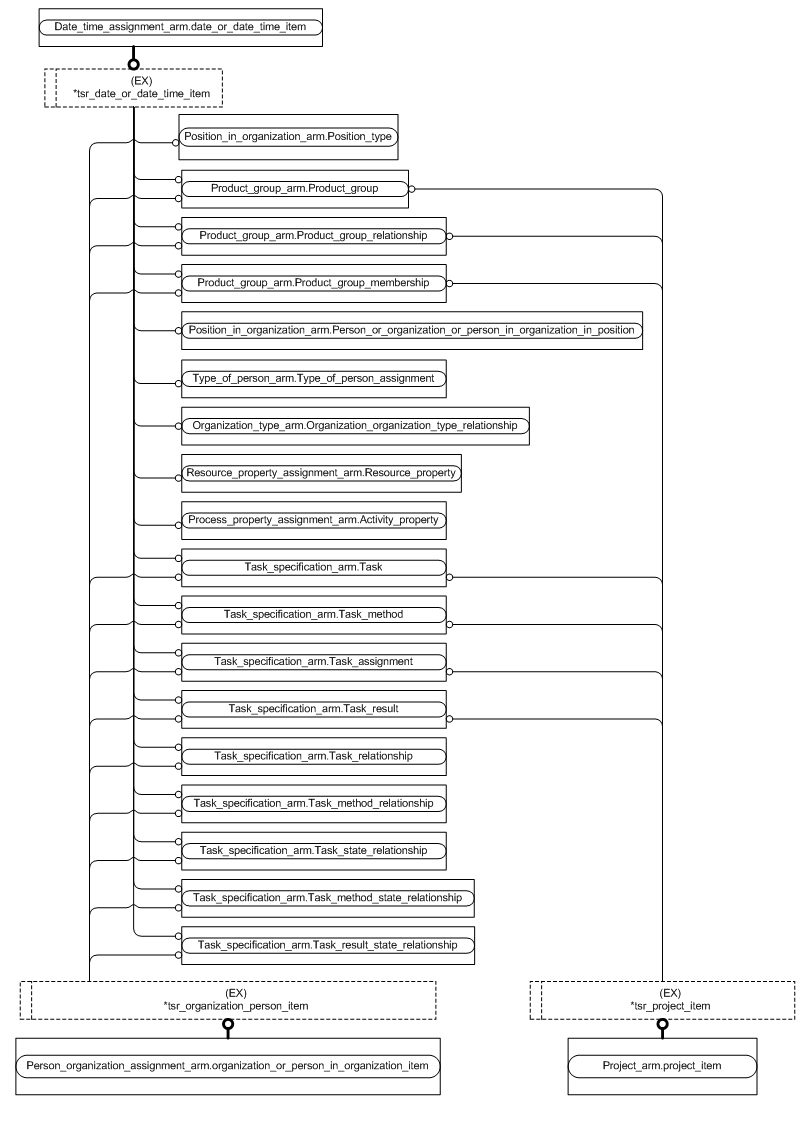 Date_time_assignment_arm.date_or_date_time_item
(EX)
*tsr_date_or_date_time_item
Position_in_organization_arm.Position_type
Product_group_arm.Product_group
Product_group_arm.Product_group_relationship
Product_group_arm.Product_group_membership
Position_in_organization_arm.Person_or_organization_or_person_in_organization_in_position
Type_of_person_arm.Type_of_person_assignment
Organization_type_arm.Organization_organization_type_relationship
Resource_property_assignment_arm.Resource_property
Process_property_assignment_arm.Activity_property
Task_specification_arm.Task
Task_specification_arm.Task_method
Task_specification_arm.Task_assignment
Task_specification_arm.Task_result
Task_specification_arm.Task_relationship
Task_specification_arm.Task_method_relationship
Task_specification_arm.Task_state_relationship
Task_specification_arm.Task_method_state_relationship
Task_specification_arm.Task_result_state_relationship
(EX)
*tsr_organization_person_item
(EX)
*tsr_project_item
Person_organization_assignment_arm.organization_or_person_in_organization_item
Project_arm.project_item